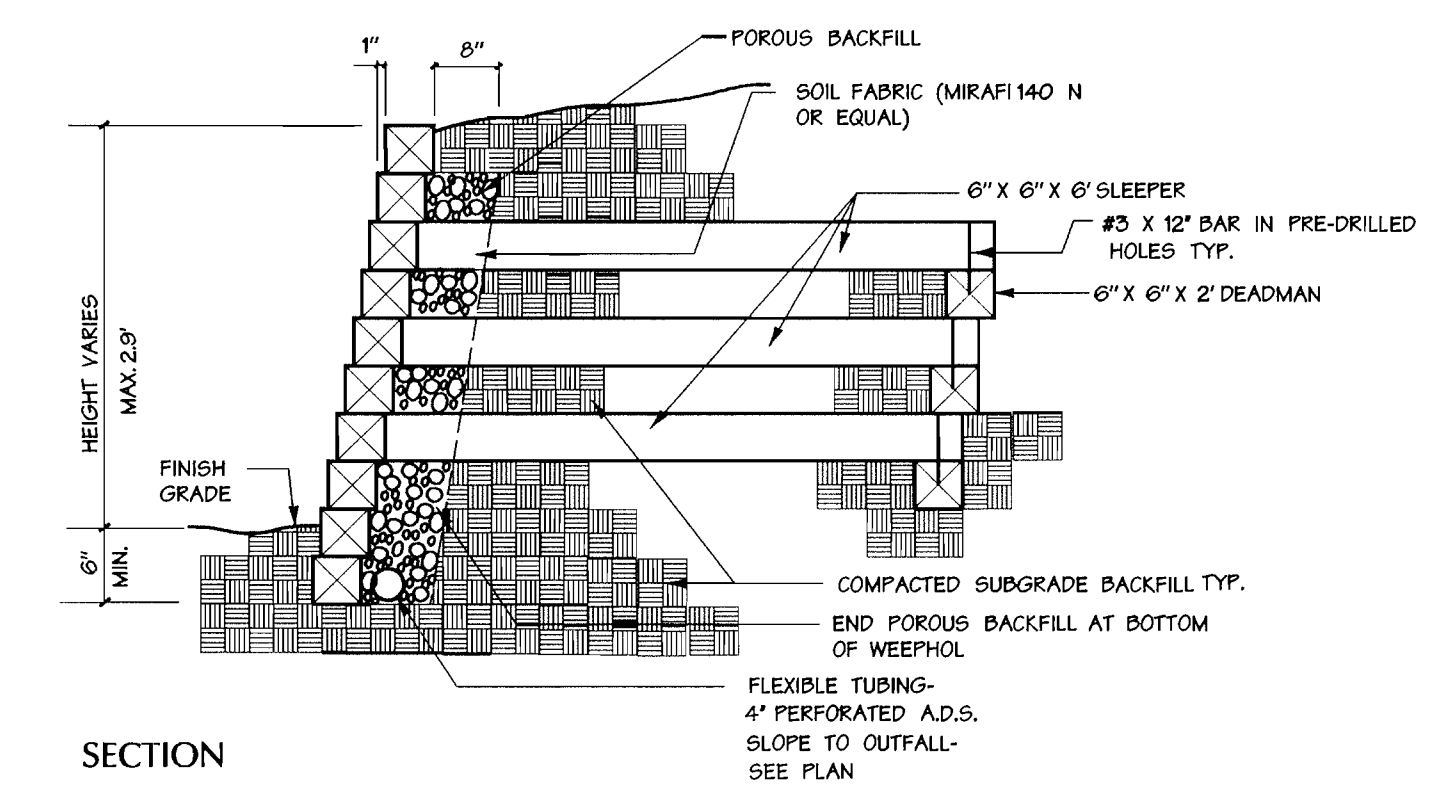 1"
8"
POROUS BACKFILL
SOIL FABRIC (MIRAFI 140 N
OR EQUAL)
6" X 6" X 6' SLEEPER
#3 X 12" BAR IN PRE-DRILLED
HOLES TYP.
6" X 6" X 2' DEADMAN
HEIGHT VARIES
MAX. 2.9'
FINISH
GRADE
6"
MIN.
COMPACTED SUBGRADE BACKFILL TYP.
END POROUS BACKFILL AT BOTTOM
OF WEEPHOL
FLEXIBLE TUBING-
4" PERFORATED A.D.S.
SLOPE TO OUTFALL-
SEE PLAN
SECTION